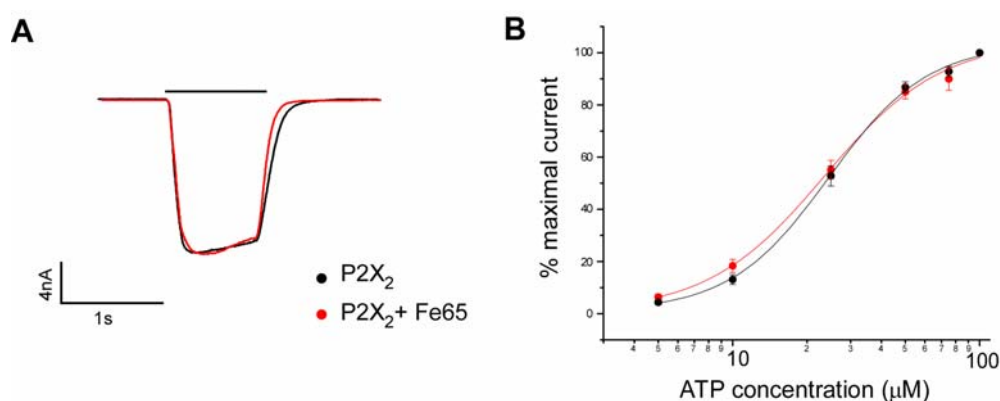 A
4nA
1s
P2X₂
P2X₂+ Fe65
B
% maximal current
100
80
60
40
20
0
4 5 6 7 8 9 10 2 3 4 5 6 7 8 9 100
ATP concentration (μM)